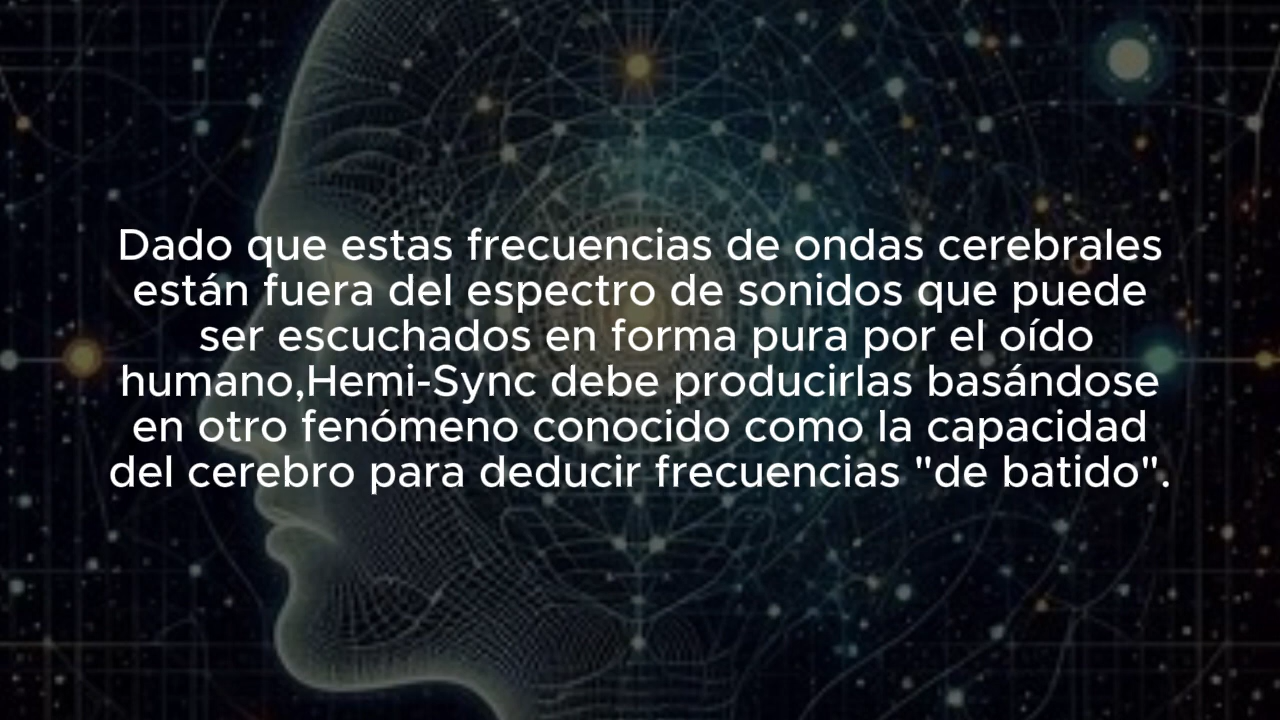 Dado que estas frecuencias de ondas cerebrales
están fuera del espectro de sonidos que puede
ser escuchados en forma pura por el oído
humano,Hemi-Sync debe producirlas basándose
en otro fenómeno conocido como la capacidad
del cerebro para deducir frecuencias "de batido".